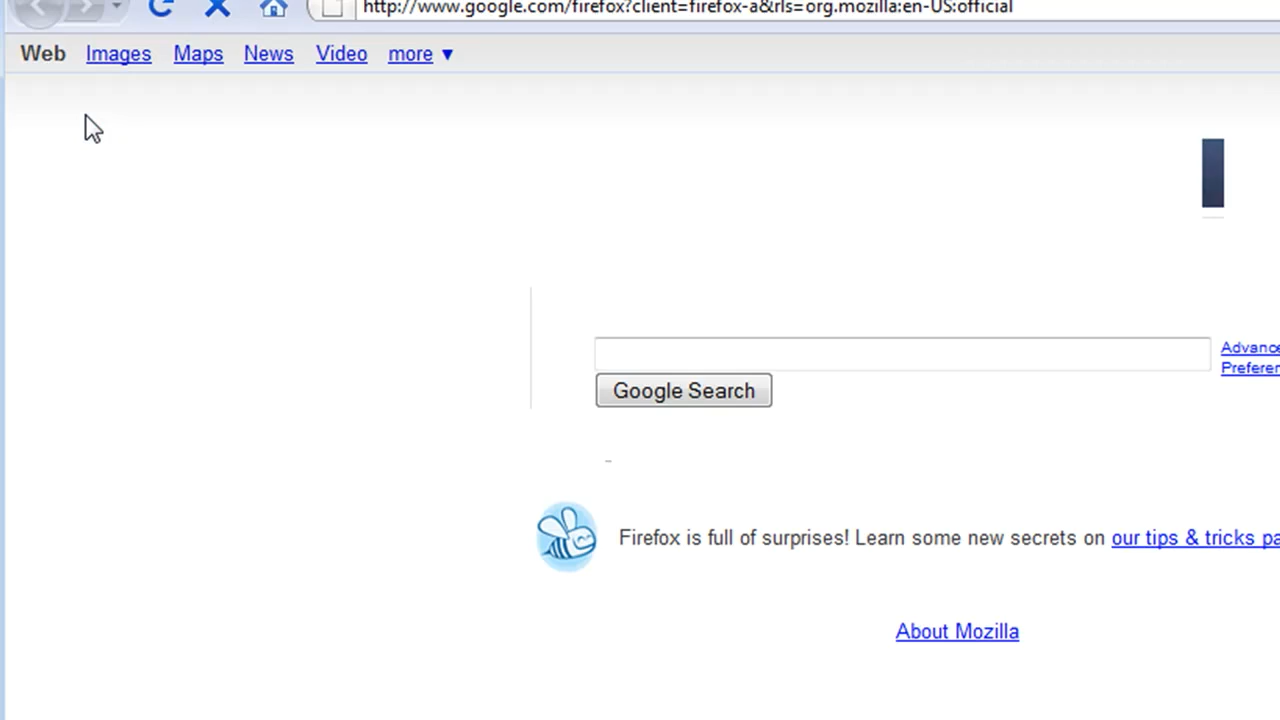 http://www.google.com/firefox?client=firefox-a&rls=org.mozilla:en-US:official
Web Images Maps News Video more ▼
Advance
Preferen
Google Search
Firefox is full of surprises! Learn some new secrets on our tips & tricks pa
About Mozilla